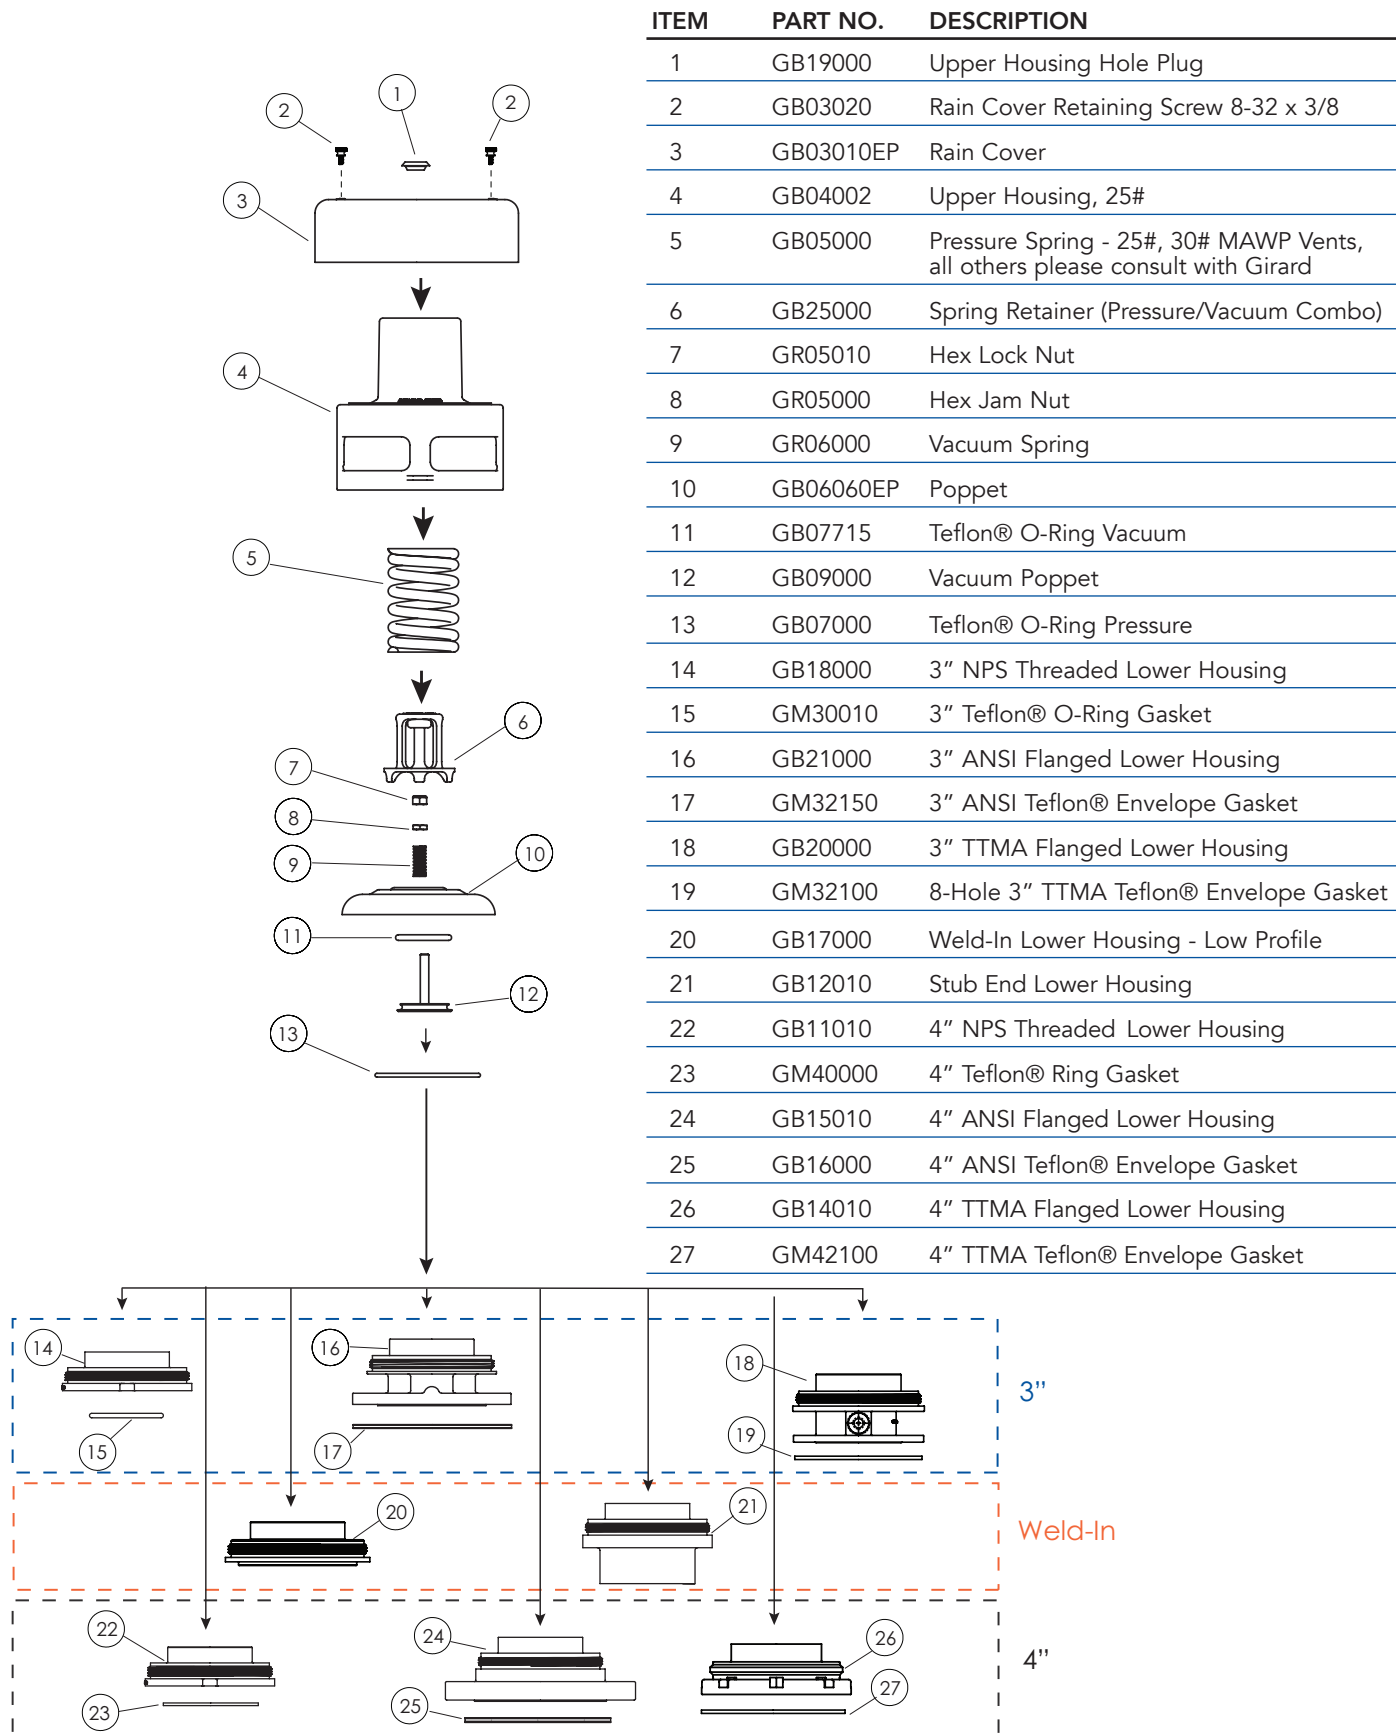 ITEM PART NO. DESCRIPTION
1 GB19000 Upper Housing Hole Plug
2 GB03020 Rain Cover Retaining Screw 8-32 x 3/8
3 GB03010EP Rain Cover
4 GB04002 Upper Housing, 25#
5 GB05000 Pressure Spring - 25#, 30# MAWP Vents,
all others please consult with Girard
6 GB25000 Spring Retainer (Pressure/Vacuum Combo)
7 GR05010 Hex Lock Nut
8 GR05000 Hex Jam Nut
9 GR06000 Vacuum Spring
10 GB06060EP Poppet
11 GB07715 Teflon® O-Ring Vacuum
12 GB09000 Vacuum Poppet
13 GB07000 Teflon® O-Ring Pressure
14 GB18000 3” NPS Threaded Lower Housing
15 GM30010 3” Teflon® O-Ring Gasket
16 GB21000 3” ANSI Flanged Lower Housing
17 GM32150 3” ANSI Teflon® Envelope Gasket
18 GB20000 3” TTMA Flanged Lower Housing
19 GM32100 8-Hole 3” TTMA Teflon® Envelope Gasket
20 GB17000 Weld-In Lower Housing - Low Profile
21 GB12010 Stub End Lower Housing
22 GB11010 4” NPS Threaded Lower Housing
23 GM40000 4” Teflon® Ring Gasket
24 GB15010 4” ANSI Flanged Lower Housing
25 GB16000 4” ANSI Teflon® Envelope Gasket
26 GB14010 4” TTMA Flanged Lower Housing
27 GM42100 4” TTMA Teflon® Envelope Gasket
1
2
2
3
4
5
6
7
8
9
10
11
12
13
14
15
16
17
18
19
3”
20
21
Weld-In
22
23
24
25
26
27
4”